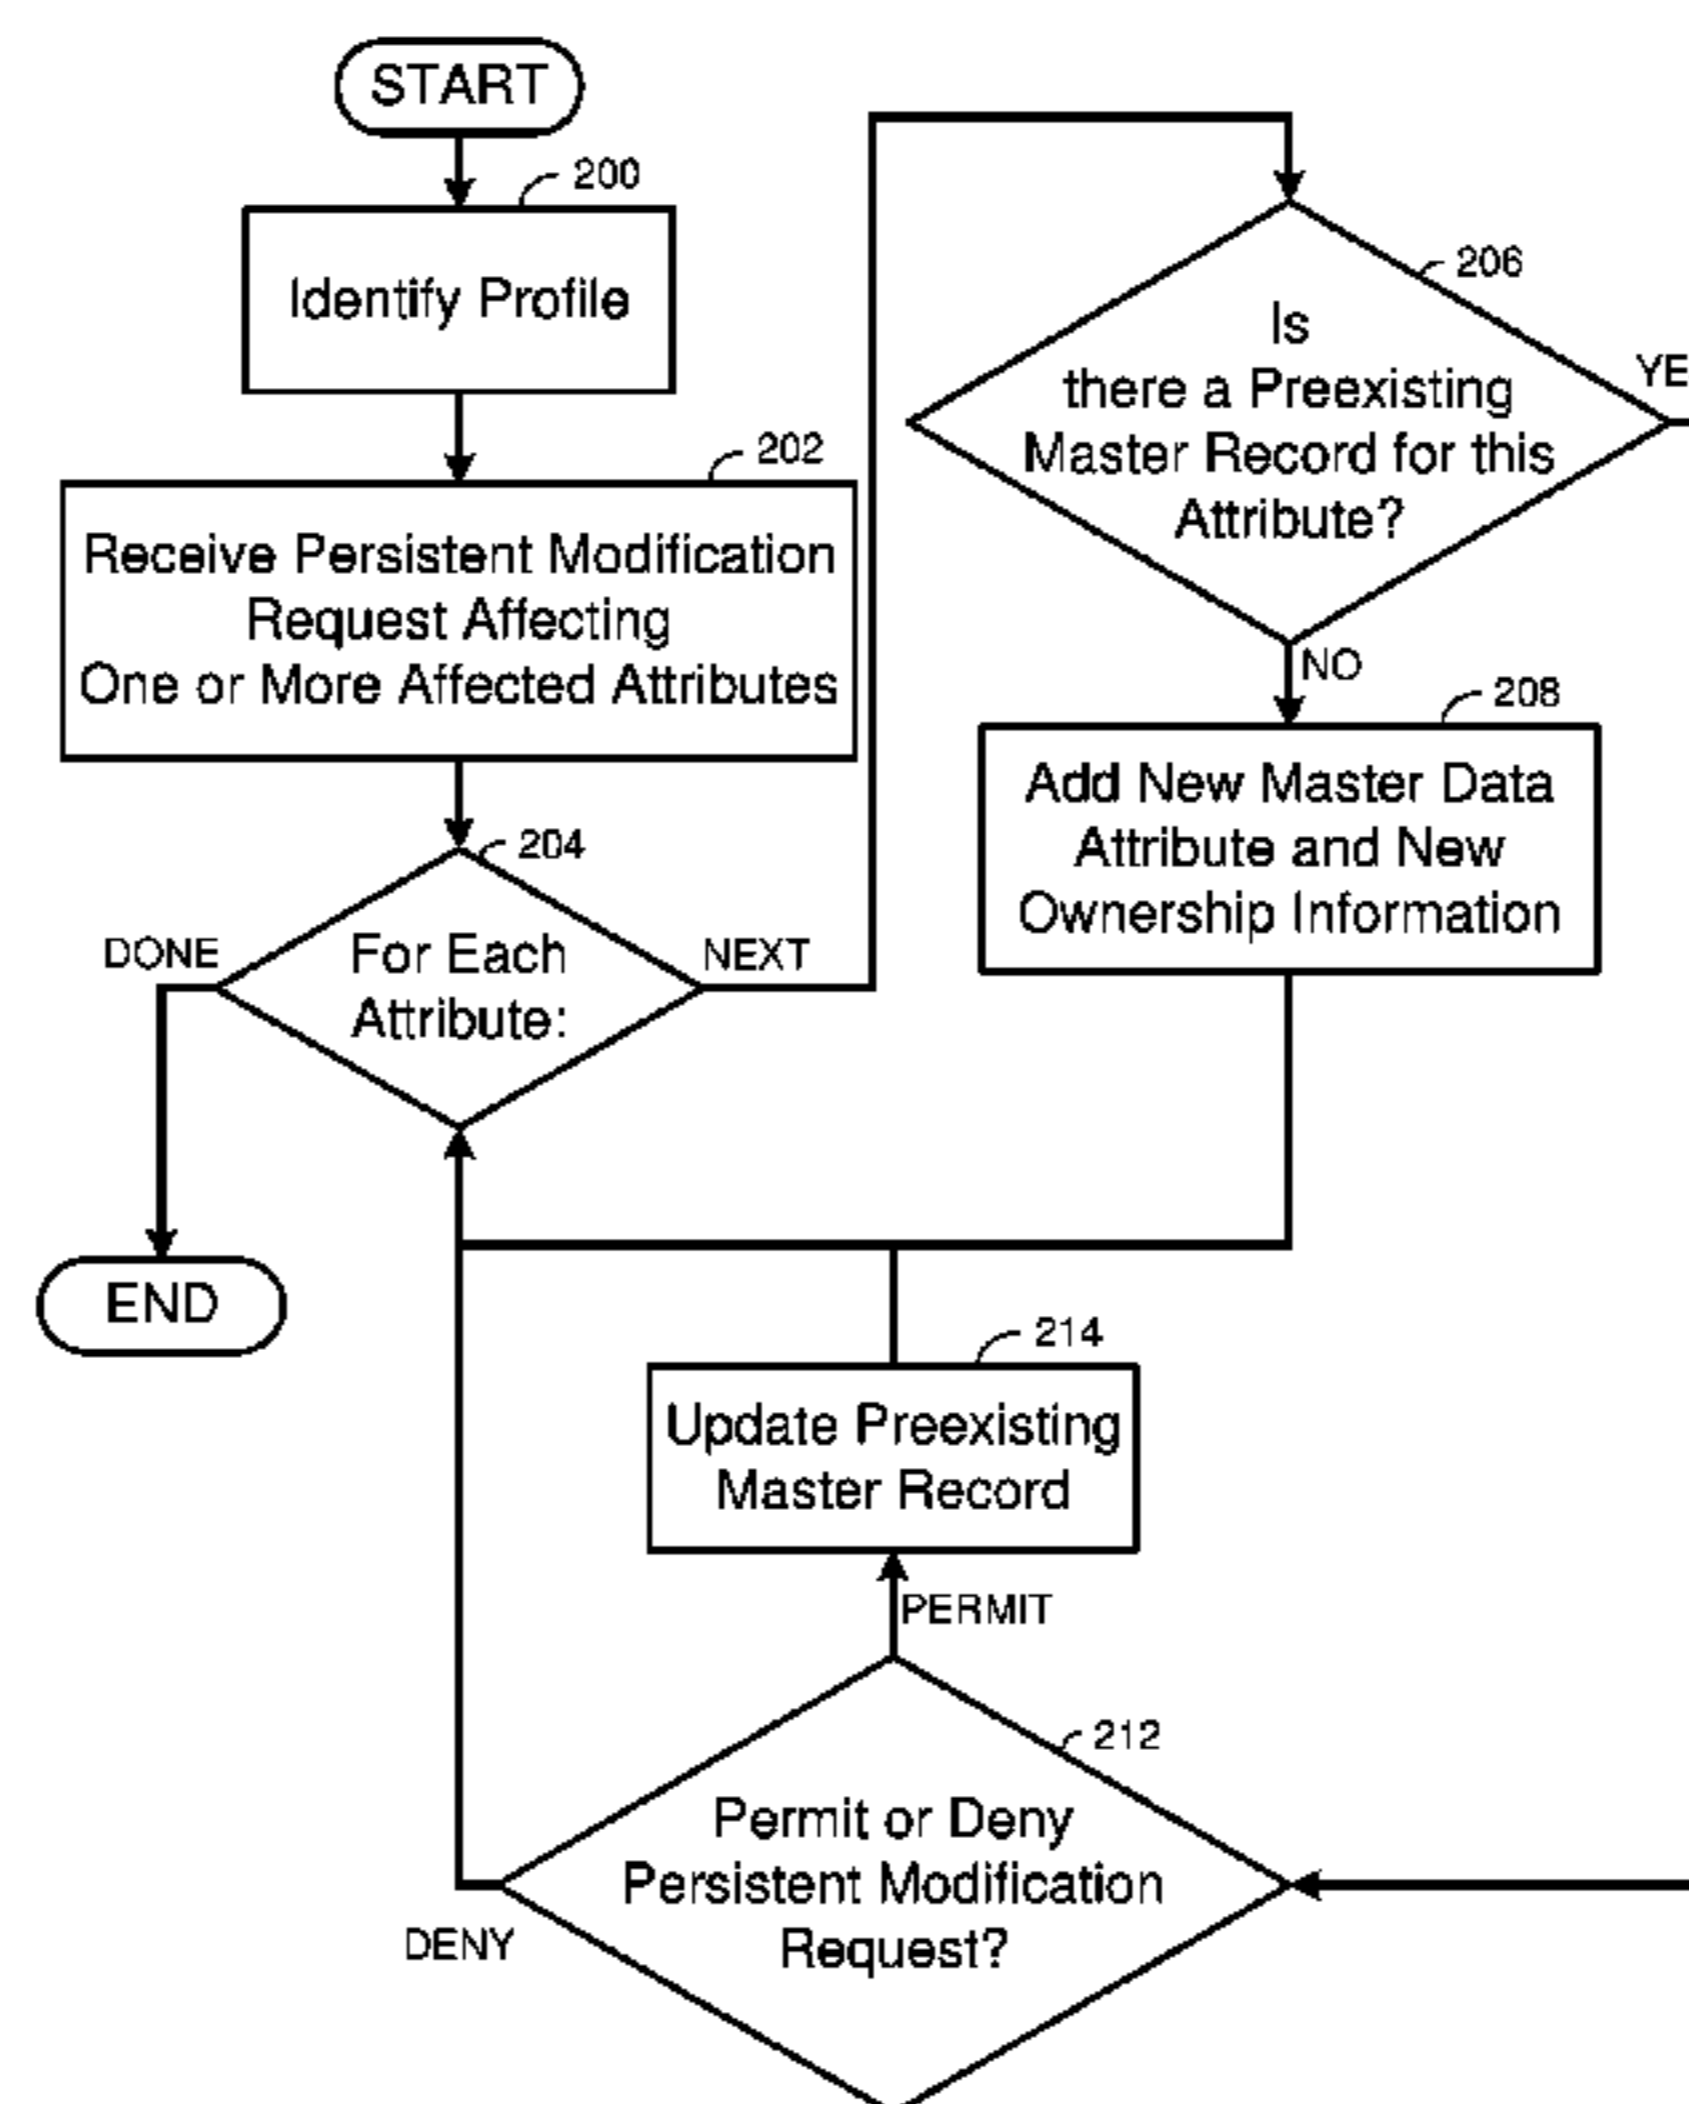 START
200
Identify Profile
202
Receive Persistent Modification
Request Affecting
One or More Affected Attributes
204
DONE
For Each
Attribute:
NEXT
END
206
Is
there a Preexisting
Master Record for this
Attribute?
YE
NO
208
Add New Master Data
Attribute and New
Ownership Information
214
Update Preexisting
Master Record
PERMIT
212
Permit or Deny
Persistent Modification
Request?
DENY